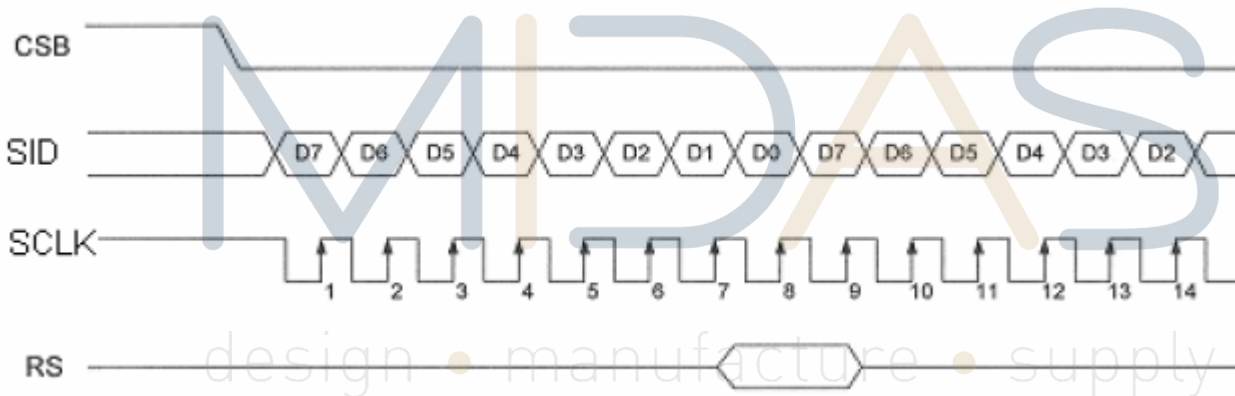 MIDAS
CSB
SID D7 D6 D5 D4 D3 D2 D1 D0 D7 D6 D5 D4 D3 D2
SCLK
1 2 3 4 5 6 7 8 9 10 11 12 13 14
RS
design • manufacture • supply